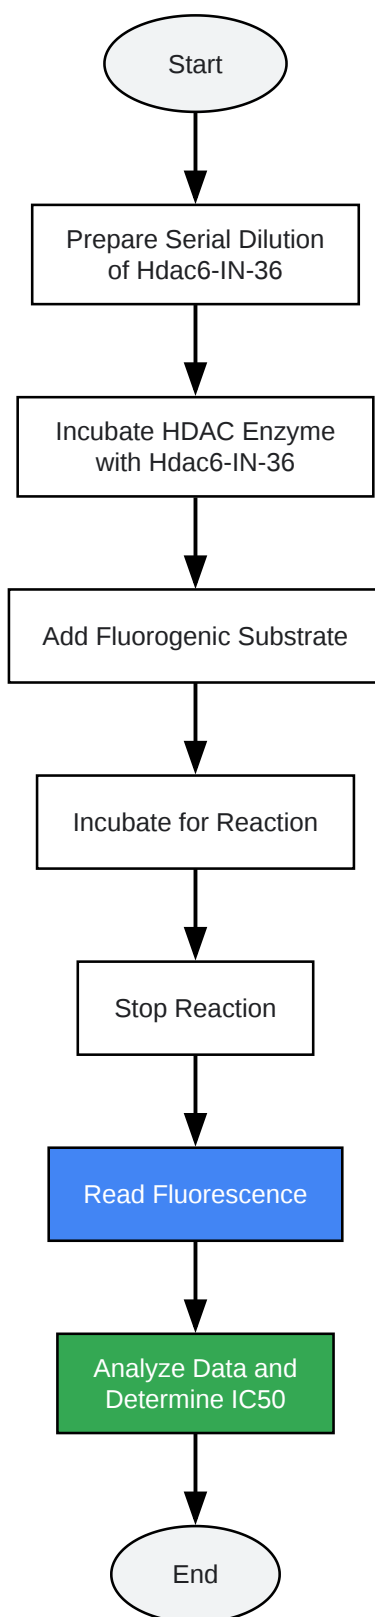 Start
Prepare Serial Dilution
of Hdac6-IN-36
Incubate HDAC Enzyme
with Hdac6-IN-36
Add Fluorogenic Substrate
Incubate for Reaction
Stop Reaction
Read Fluorescence
Analyze Data and
Determine IC50
End